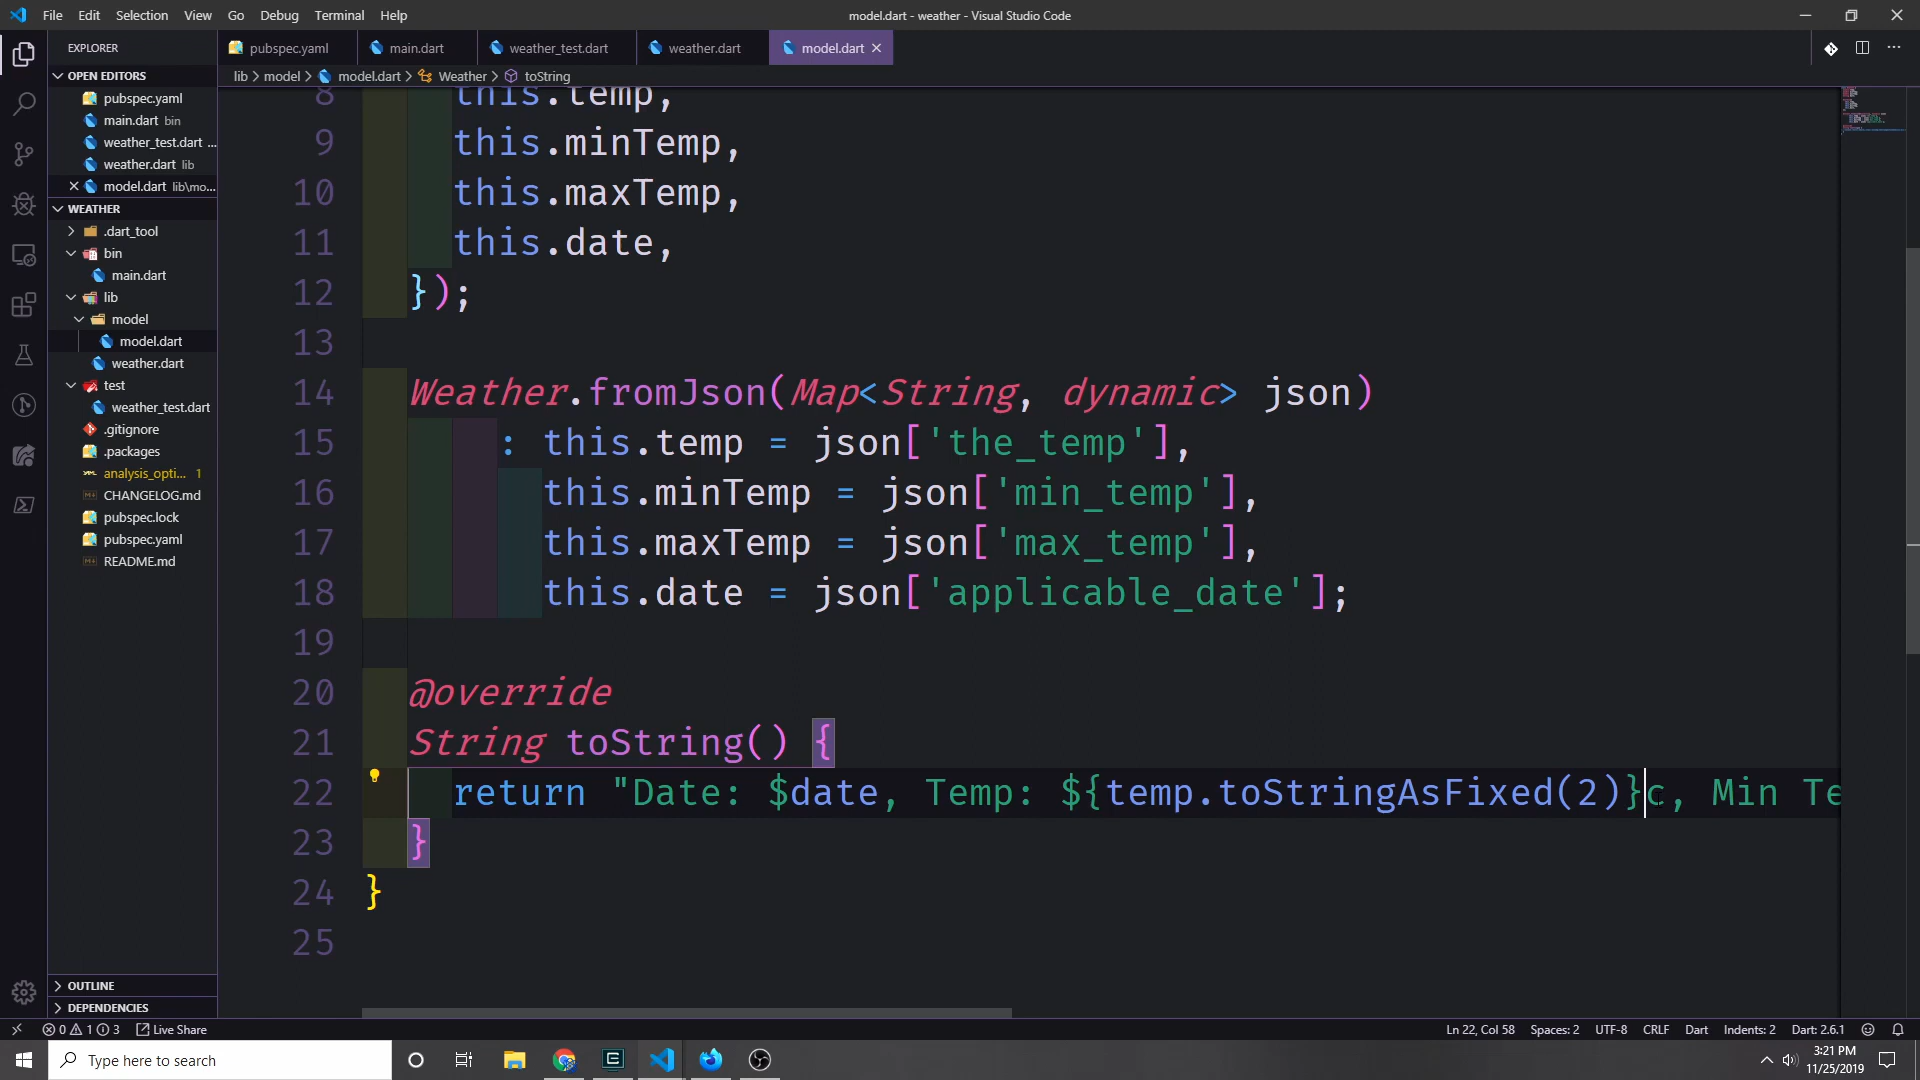 File Edit Selection View Go Debug Terminal Help
model.dart - weather - Visual Studio Code
EXPLORER
pubspec.yaml
main.dart
weather_test.dart
weather.dart
model.dart
OPEN EDITORS
pubspec.yaml
main.dart bin
weather_test.dart ...
weather.dart lib
model.dart lib\mo...
WEATHER
.dart_tool
bin
main.dart
lib
model
model.dart
weather.dart
test
weather_test.dart
.gitignore
.packages
analysis_opti... 1
CHANGELOG.md
pubspec.lock
pubspec.yaml
README.md
OUTLINE
DEPENDENCIES
lib > model > model.dart > Weather > toString
8 this.temp,
9 this.minTemp,
10 this.maxTemp,
11 this.date,
12 });
13
14 Weather.fromJson(Map<String, dynamic> json)
15 : this.temp = json['the_temp'],
16 this.minTemp = json['min_temp'],
17 this.maxTemp = json['max_temp'],
18 this.date = json['applicable_date'];
19
20 @override
21 String toString() {
22 return "Date: $date, Temp: ${temp.toStringAsFixed(2)}c, Min Te
23 }
24 }
25
0 1 3 Live Share
Ln 22, Col 58 Spaces: 2 UTF-8 CRLF Dart Indents: 2 Dart: 2.6.1
Type here to search
3:21 PM
11/25/2019